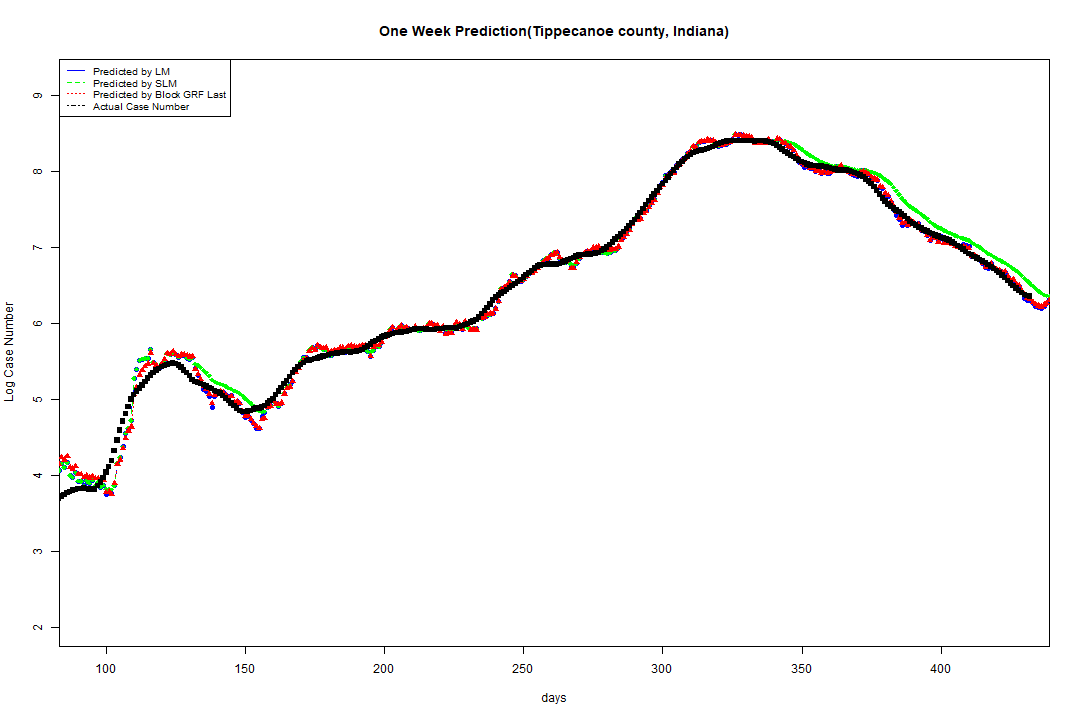 One Week Prediction(Tippecanoe county, Indiana)
Predicted by LM
Predicted by SLM
Predicted by Block GRF Last
Actual Case Number
9
8
7
6
5
4
3
2
Log Case Number
100 150 200 250 300 350 400
days